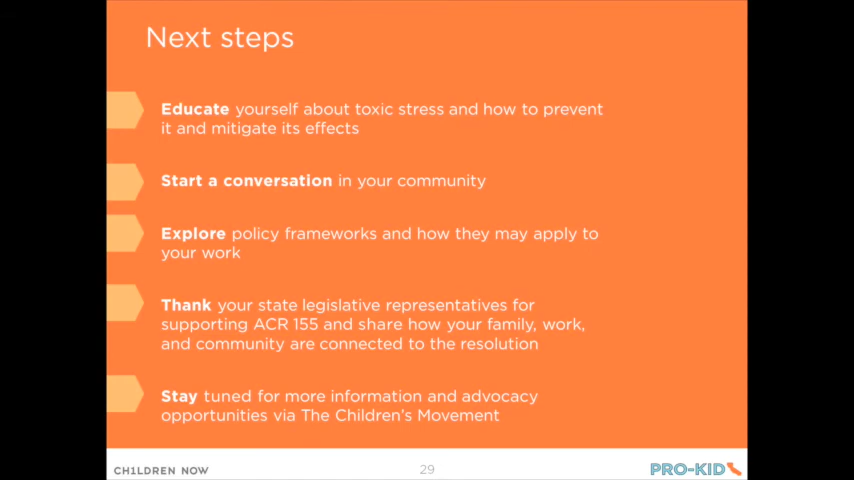 Next steps
Educate yourself about toxic stress and how to prevent
it and mitigate its effects
Start a conversation in your community
Explore policy frameworks and how they may apply to
your work
Thank your state legislative representatives for
supporting ACR 155 and share how your family, work,
and community are connected to the resolution
Stay tuned for more information and advocacy
opportunities via The Children's Movement
CH1LDREN NOW
29
PRO-KID